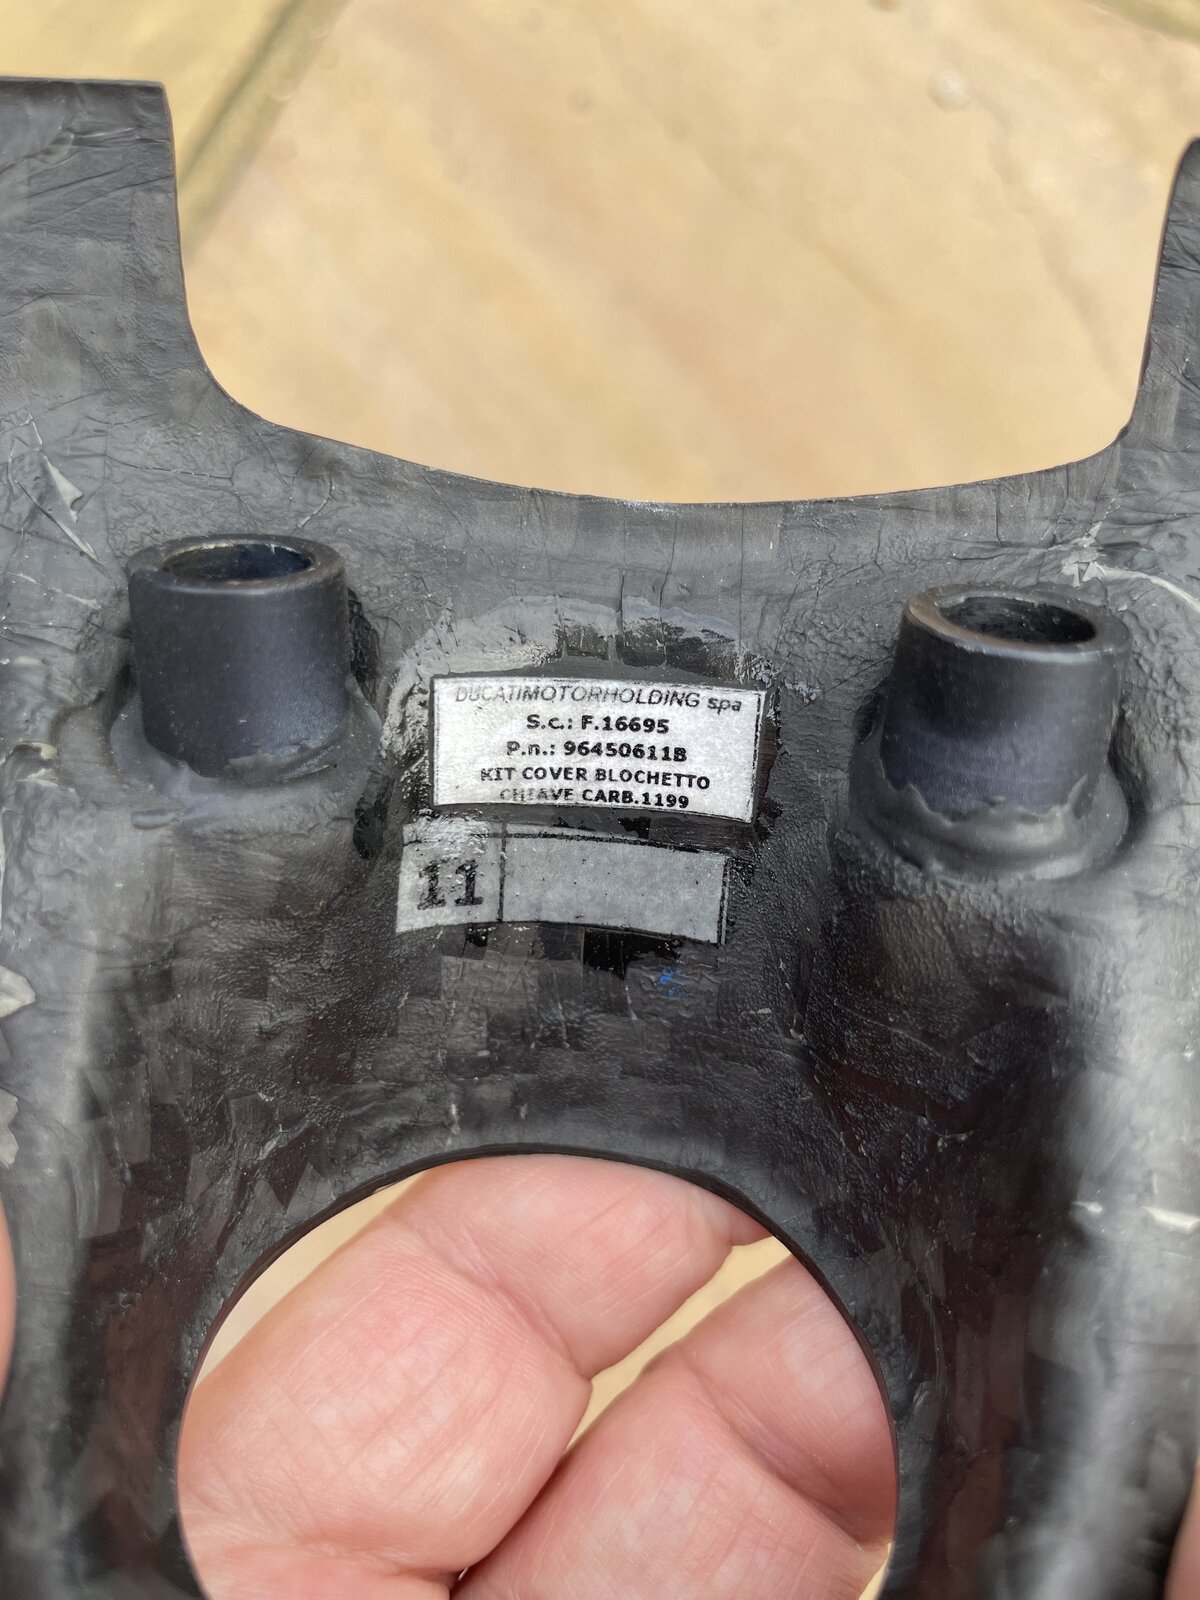 DUCATIMOTORHOLDING spa
S.c.: F.16695
P.n.: 96450611B
KIT COVER BLOCHETTO
CHIAVE CARB.1199
11